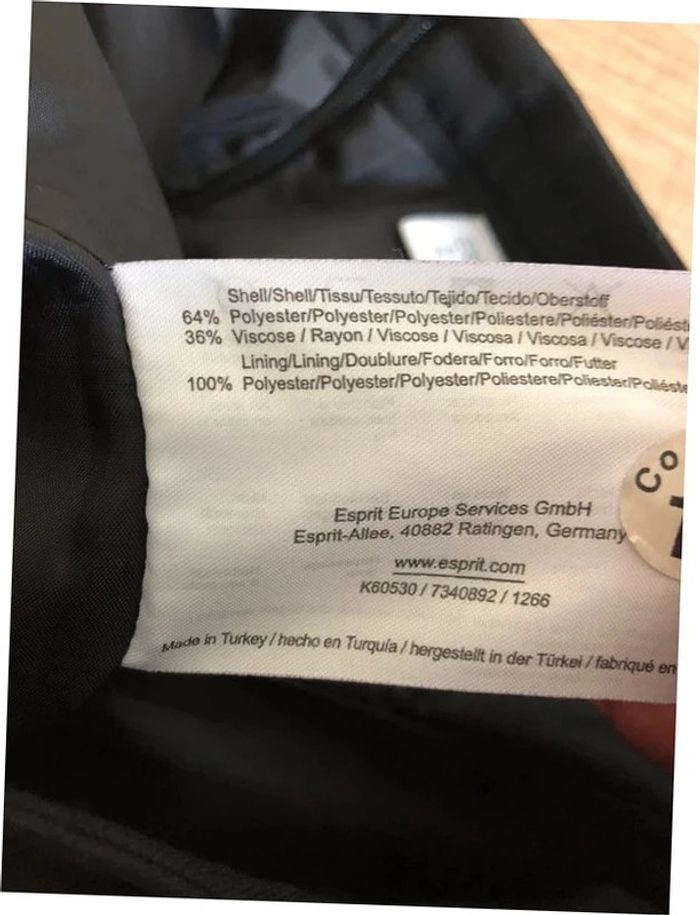 Shell/Shell/Tissu/Tessuto/Tejido/Tecido/Oberstoff
64% Polyester/Polyester/Polyester/Poliestere/Poliéster/Poliést
36% Viscose / Rayon / Viscose / Viscosa / Viscosa / Viscose / V
Lining/Lining/Doublure/Fodera/Forro/Forro/Futter
100% Polyester/Polyester/Polyester/Poliestere/Poliester/Polliéste
Co
Esprit Europe Services GmbH
Esprit-Allee, 40882 Ratingen, Germany
www.esprit.com
K60530 / 7340892 / 1266
Made in Turkey / hecho en Turquía / hergestellt in der Türkei / fabriqué en